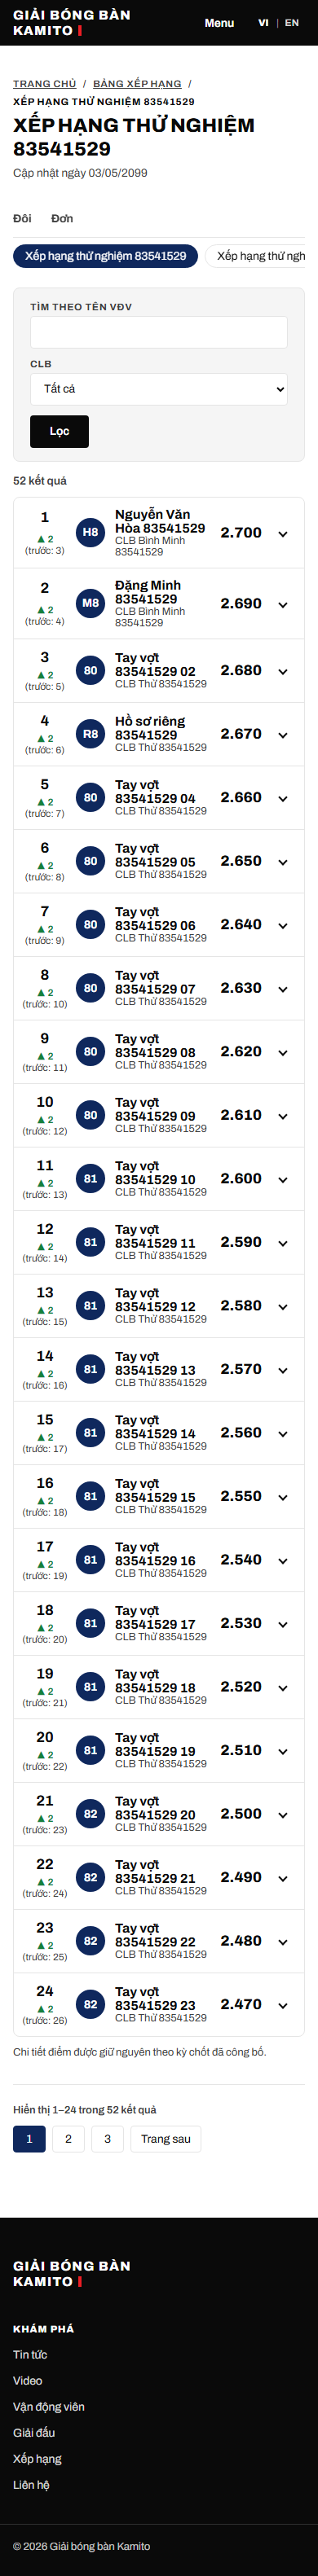 GIẢI BÓNG BÀN
KAMITO
Menu
VI | EN
TRANG CHỦ / BẢNG XẾP HẠNG /
XẾP HẠNG THỬ NGHIỆM 83541529
XẾP HẠNG THỬ NGHIỆM
83541529
Cập nhật ngày 03/05/2099
Đôi Đơn
Xếp hạng thử nghiệm 83541529
Xếp hạng thử ngh
TÌM THEO TÊN VĐV
CLB
Tất cả
Lọc
52 kết quả
1
▲ 2
(trước: 3)
H8
Nguyễn Văn
Hòa 83541529
CLB Bình Minh
83541529
2.700
2
▲ 2
(trước: 4)
M8
Đặng Minh
83541529
CLB Bình Minh
83541529
2.690
3
▲ 2
(trước: 5)
80
Tay vợt
83541529 02
CLB Thử 83541529
2.680
4
▲ 2
(trước: 6)
R8
Hồ sơ riêng
83541529
CLB Thử 83541529
2.670
5
▲ 2
(trước: 7)
80
Tay vợt
83541529 04
CLB Thử 83541529
2.660
6
▲ 2
(trước: 8)
80
Tay vợt
83541529 05
CLB Thử 83541529
2.650
7
▲ 2
(trước: 9)
80
Tay vợt
83541529 06
CLB Thử 83541529
2.640
8
▲ 2
(trước: 10)
80
Tay vợt
83541529 07
CLB Thử 83541529
2.630
9
▲ 2
(trước: 11)
80
Tay vợt
83541529 08
CLB Thử 83541529
2.620
10
▲ 2
(trước: 12)
80
Tay vợt
83541529 09
CLB Thử 83541529
2.610
11
▲ 2
(trước: 13)
81
Tay vợt
83541529 10
CLB Thử 83541529
2.600
12
▲ 2
(trước: 14)
81
Tay vợt
83541529 11
CLB Thử 83541529
2.590
13
▲ 2
(trước: 15)
81
Tay vợt
83541529 12
CLB Thử 83541529
2.580
14
▲ 2
(trước: 16)
81
Tay vợt
83541529 13
CLB Thử 83541529
2.570
15
▲ 2
(trước: 17)
81
Tay vợt
83541529 14
CLB Thử 83541529
2.560
16
▲ 2
(trước: 18)
81
Tay vợt
83541529 15
CLB Thử 83541529
2.550
17
▲ 2
(trước: 19)
81
Tay vợt
83541529 16
CLB Thử 83541529
2.540
18
▲ 2
(trước: 20)
81
Tay vợt
83541529 17
CLB Thử 83541529
2.530
19
▲ 2
(trước: 21)
81
Tay vợt
83541529 18
CLB Thử 83541529
2.520
20
▲ 2
(trước: 22)
81
Tay vợt
83541529 19
CLB Thử 83541529
2.510
21
▲ 2
(trước: 23)
82
Tay vợt
83541529 20
CLB Thử 83541529
2.500
22
▲ 2
(trước: 24)
82
Tay vợt
83541529 21
CLB Thử 83541529
2.490
23
▲ 2
(trước: 25)
82
Tay vợt
83541529 22
CLB Thử 83541529
2.480
24
▲ 2
(trước: 26)
82
Tay vợt
83541529 23
CLB Thử 83541529
2.470
Chi tiết điểm được giữ nguyên theo kỳ chốt đã công bố.
Hiển thị 1–24 trong 52 kết quả
1 2 3 Trang sau
GIẢI BÓNG BÀN
KAMITO
KHÁM PHÁ
Tin tức
Video
Vận động viên
Giải đấu
Xếp hạng
Liên hệ
© 2026 Giải bóng bàn Kamito